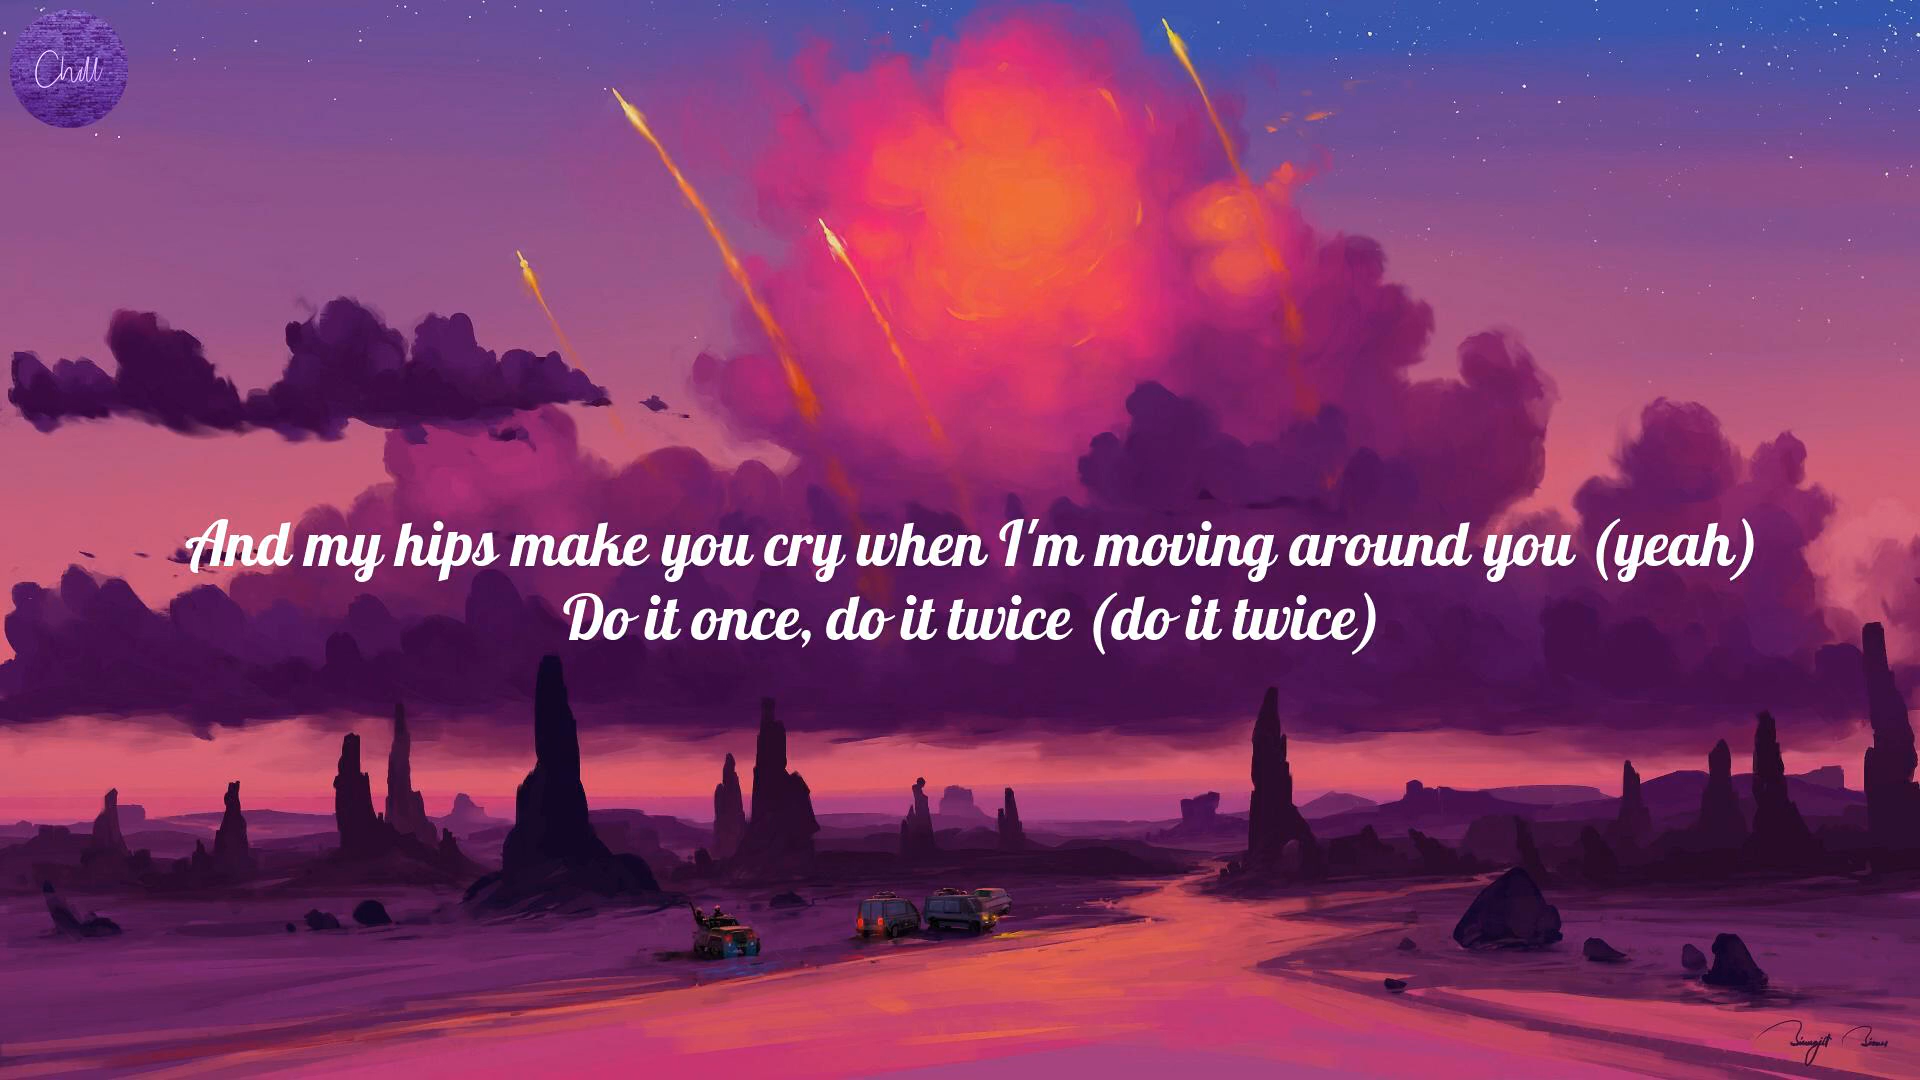 Chill
And my hips make you cry when I'm moving around you (yeah)
Do it once, do it twice (do it twice)